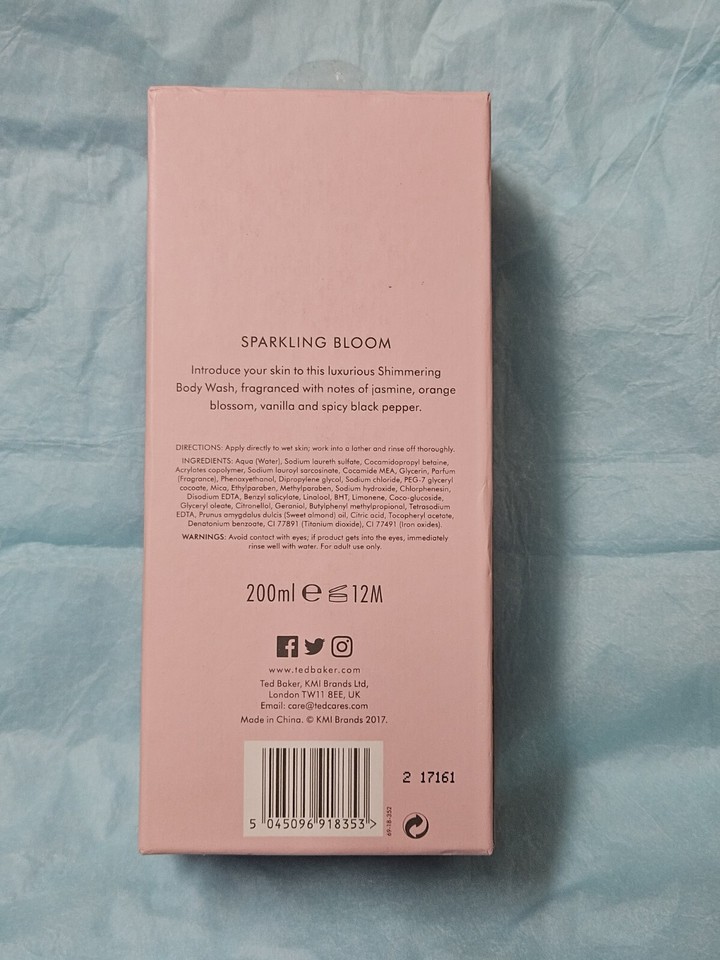 SPARKLING BLOOM
Introduce your skin to this luxurious Shimmering
Body Wash, fragranced with notes of jasmine, orange
blossom, vanilla and spicy black pepper.
DIRECTIONS: Apply directly to wet skin; work into a lather and rinse off thoroughly.
INGREDIENTS: Aqua (Water), Sodium laureth sulfate, Cocamidopropyl betaine,
Acrylates copolymer, Sodium lauroyl sarcosinate, Cocamide MEA, Glycerin, Parfum
(Fragrance), Phenoxyethanol, Dipropylene glycol, Sodium chloride, PEG-7 glyceryl
cocoate, Mica, Ethylparaben, Methylparaben, Sodium hydroxide, Chlorphenesin,
Disodium EDTA, Benzyl salicylate, Linalool, BHT, Limonene, Coco-glucoside,
Glyceryl oleate, Citronellol, Geraniol, Butylphenyl methylpropional, Tetrasodium
EDTA, Prunus amygdalus dulcis (Sweet almond) oil, Citric acid, Tocopheryl acetate,
Denatonium benzoate, CI 77891 (Titanium dioxide), CI 77491 (Iron oxides).
WARNINGS: Avoid contact with eyes; if product gets into the eyes, immediately
rinse well with water. For adult use only.
200ml e 12M
www.tedbaker.com
Ted Baker, KMI Brands Ltd,
London TW11 8EE, UK
Email: care@tedcares.com
Made in China. © KMI Brands 2017.
2 17161
5 045096 918353 >
69-18-352